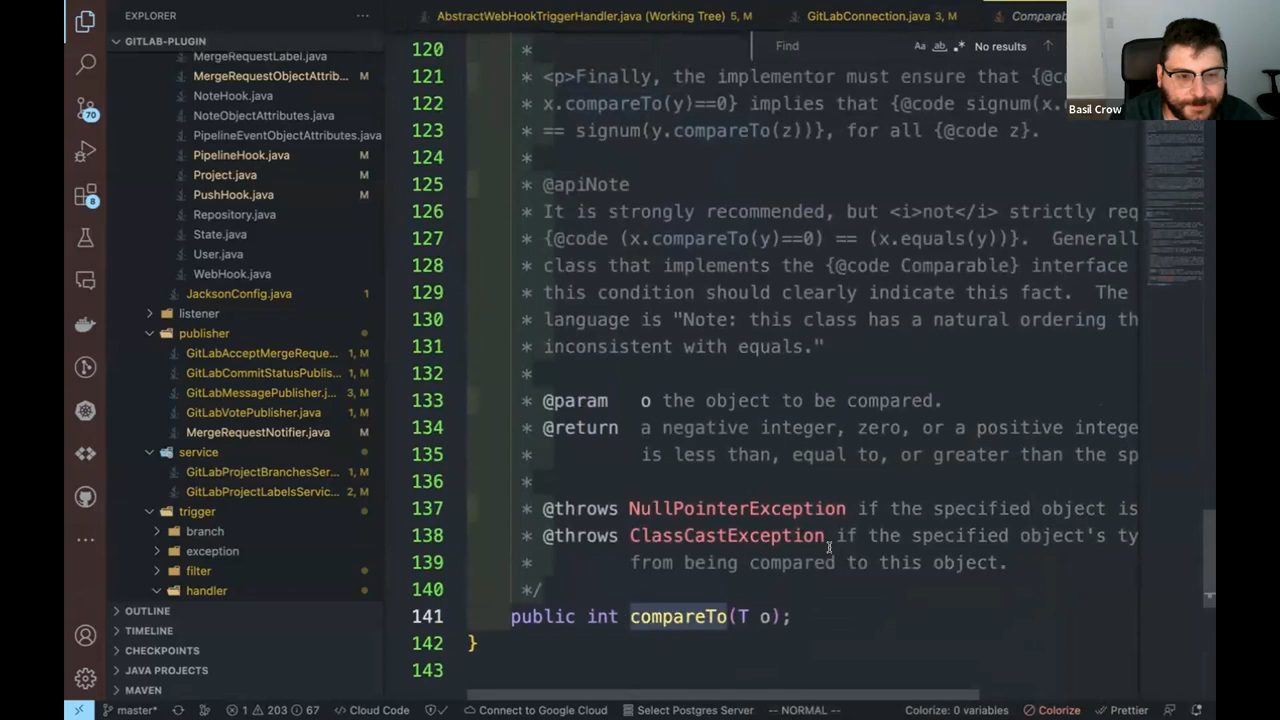 EXPLORER
GITLAB-PLUGIN
MergeRequestLabel.java
MergeRequestObjectAttrib... M
NoteHook.java
NoteObjectAttributes.java
PipelineEventObjectAttributes.java
PipelineHook.java M
Project.java M
PushHook.java M
Repository.java
State.java
User.java
WebHook.java
JacksonConfig.java 1
listener
publisher
GitLabAcceptMergeReque... 1, M
GitLabCommitStatusPublis... 1, M
GitLabMessagePublisher.j... 3, M
GitLabVotePublisher.java 1, M
MergeRequestNotifier.java M
service
GitLabProjectBranchesSer... 1, M
GitLabProjectLabelsServic... 2, M
trigger
branch
exception
filter
handler
OUTLINE
TIMELINE
CHECKPOINTS
JAVA PROJECTS
MAVEN
70
8
AbstractWebHookTriggerHandler.java (Working Tree) 5, M
GitLabConnection.java 3, M
Find
No results
Basil Crow
120 *
121 * <p>Finally, the implementor must ensure that {@
122 * x.compareTo(y)==0} implies that {@code signum(x.
123 * == signum(y.compareTo(z))}, for all {@code z}.
124 *
125 * @apiNote
126 * It is strongly recommended, but <i>not</i> strictly req
127 * {@code (x.compareTo(y)==0) == (x.equals(y))}. Generall
128 * class that implements the {@code Comparable} interface
129 * this condition should clearly indicate this fact. The
130 * language is "Note: this class has a natural ordering th
131 * inconsistent with equals."
132 *
133 * @param o the object to be compared.
134 * @return a negative integer, zero, or a positive intege
135 * is less than, equal to, or greater than the sp
136 *
137 * @throws NullPointerException if the specified object is
138 * @throws ClassCastException if the specified object's ty
139 * from being compared to this object.
140 */
141 public int compareTo(T o);
142 }
143
master* 1 203 67 Cloud Code Connect to Google Cloud Select Postgres Server -- NORMAL -- Colorize: 0 variables Colorize Prettier